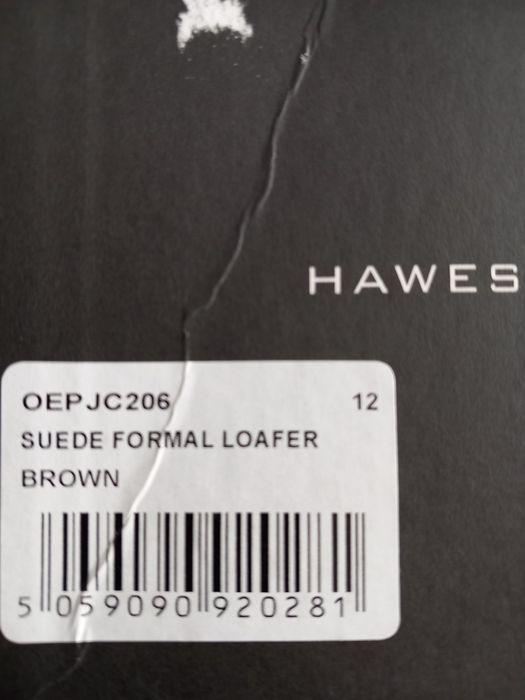 HAWES
OEPJC206 12
SUEDE FORMAL LOAFER
BROWN
5 059090 920281